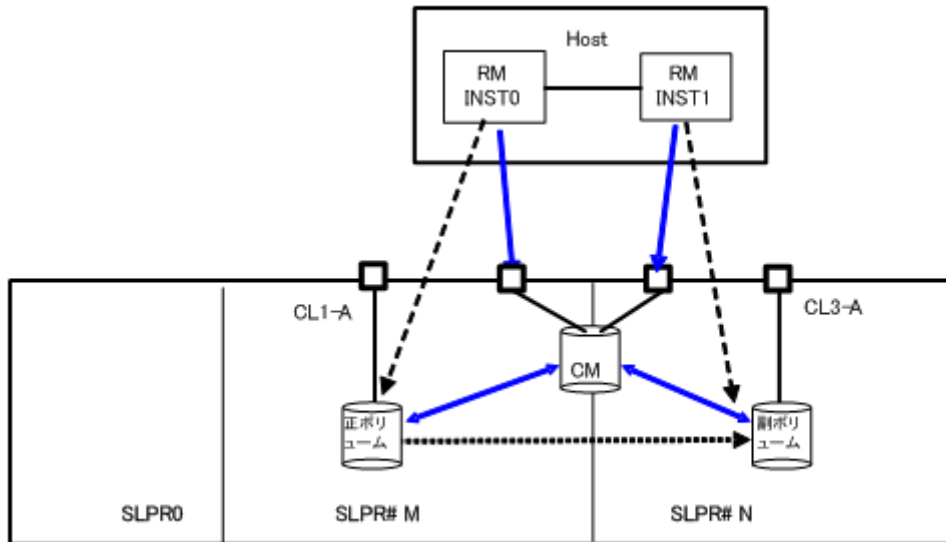 Host
RM
INST0
RM
INST1
CL1-A
CL3-A
CM
正ボリ
ューム
副ボリ
ューム
SLPR0
SLPR# M
SLPR# N